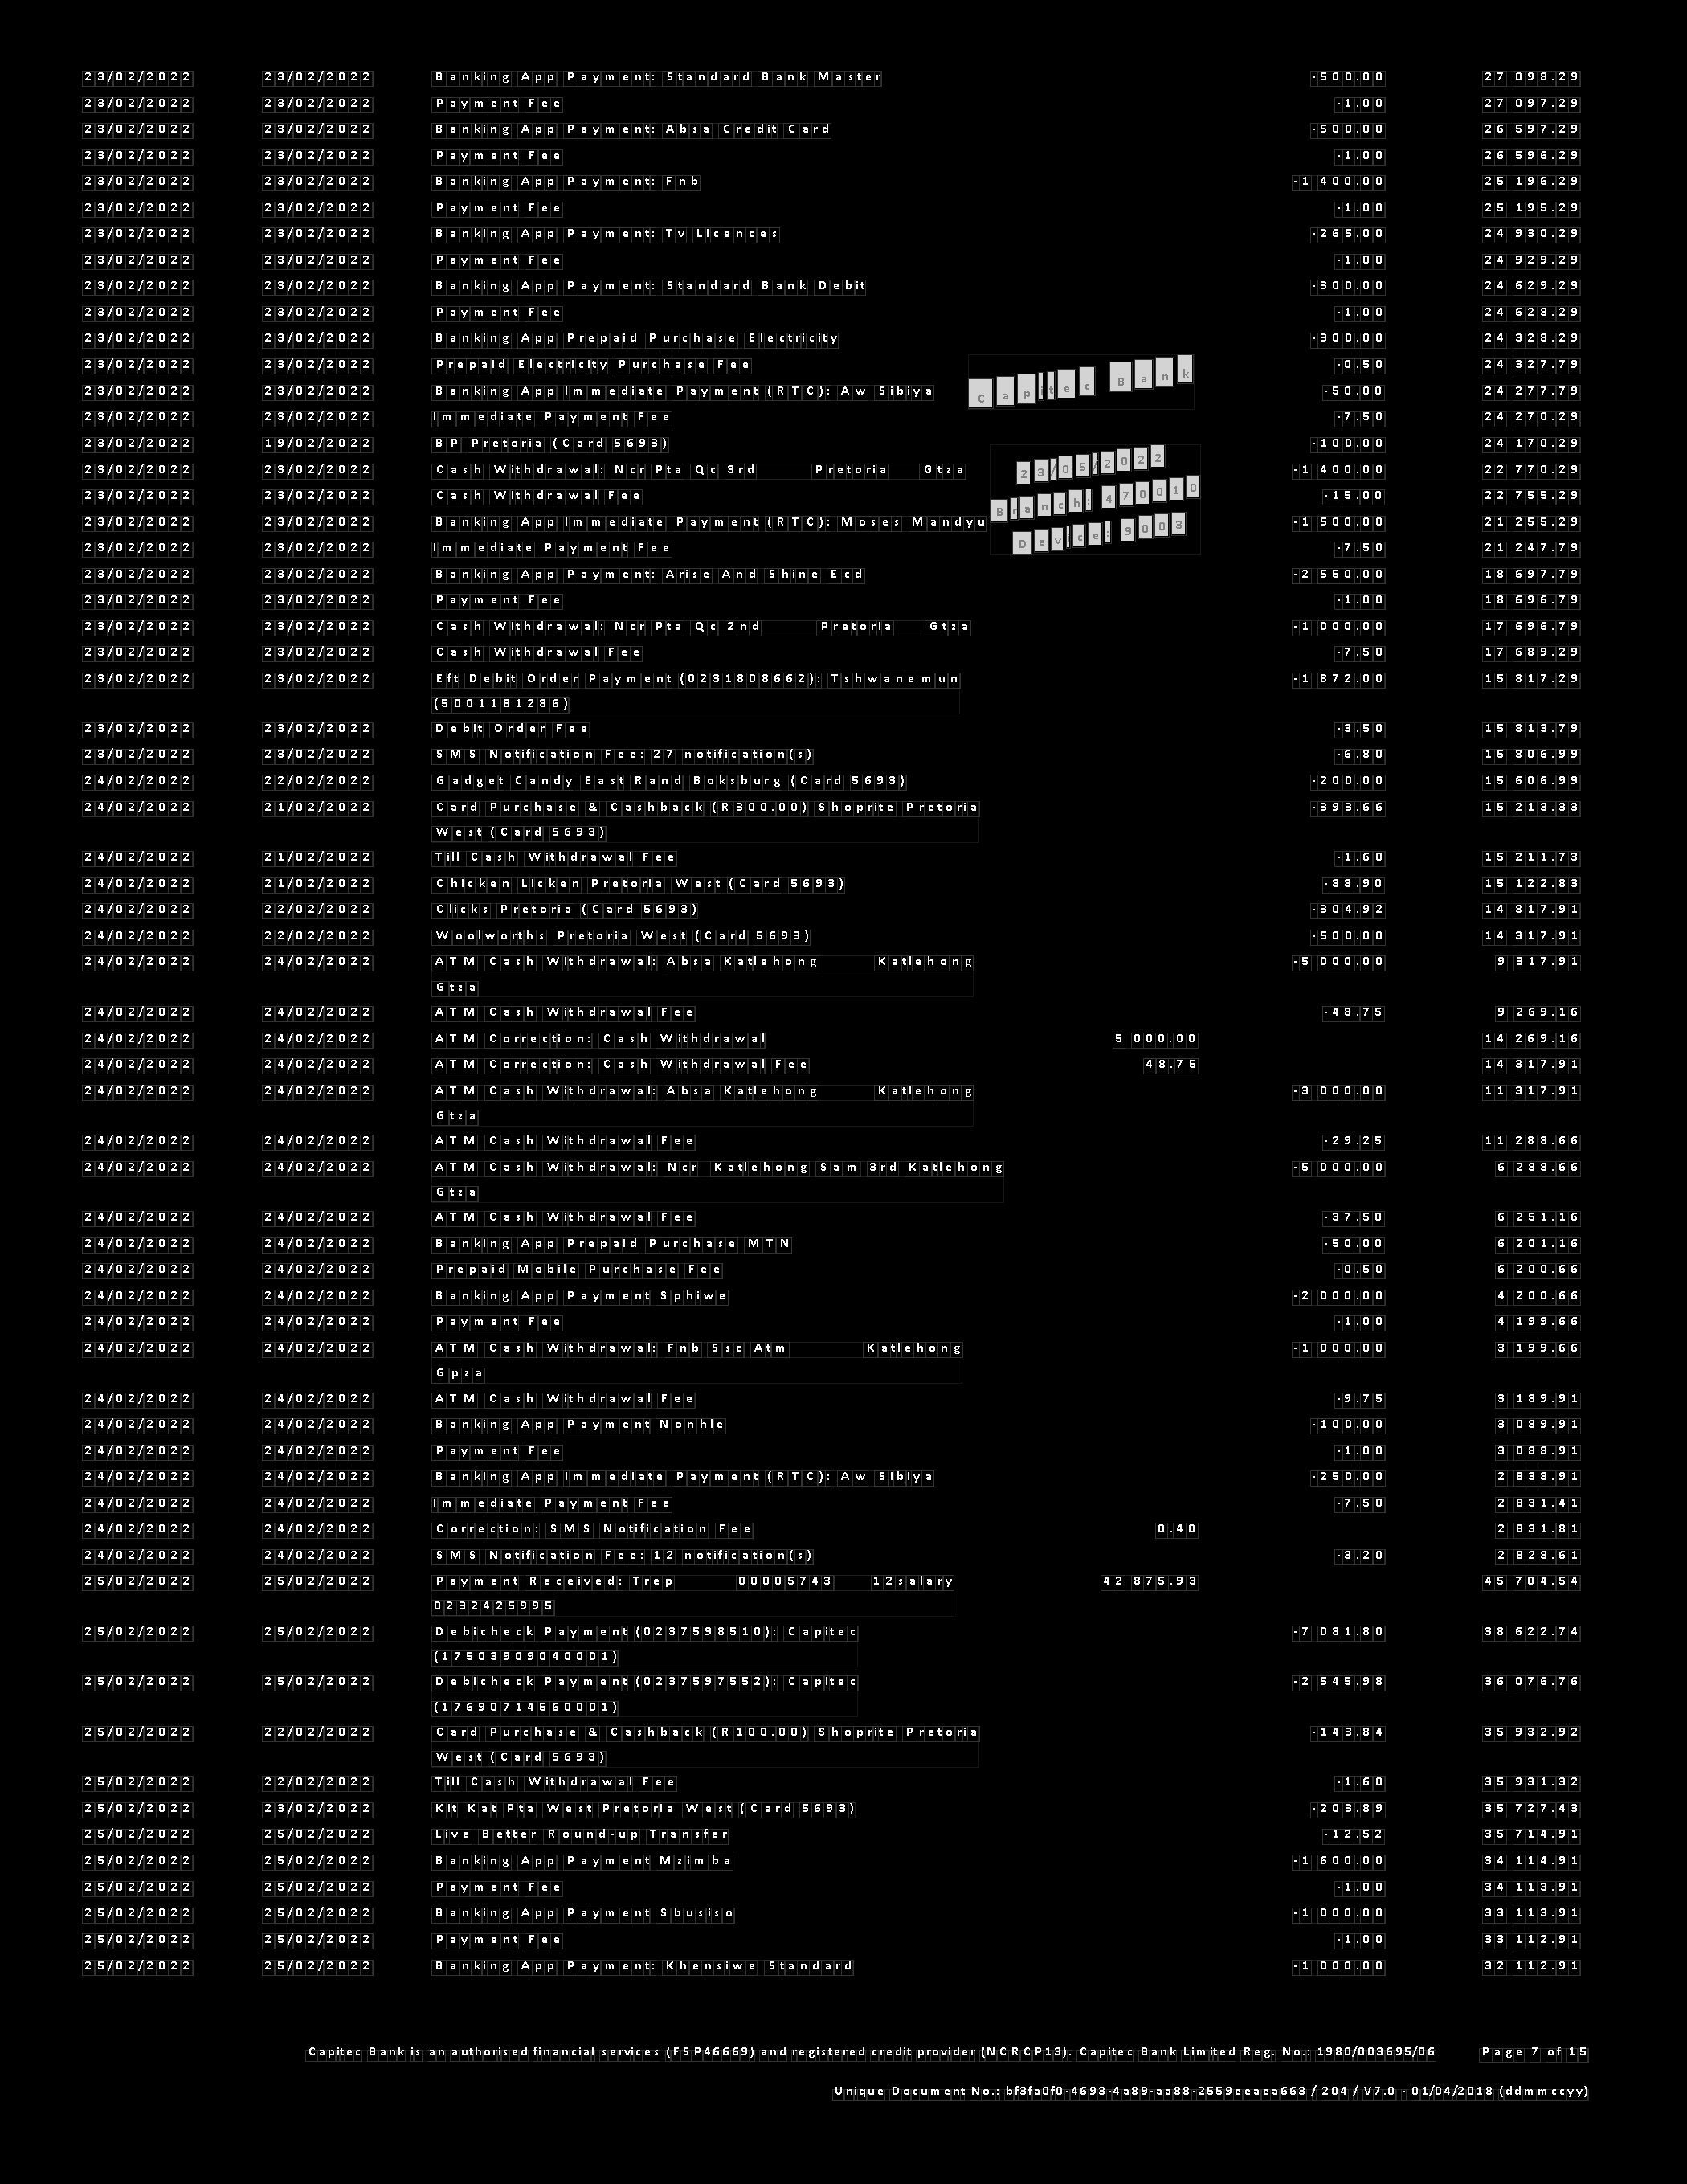 23/02/2022 23/02/2022 Banking App Payment: Standard Bank Master -500.00 27 098.29
23/02/2022 23/02/2022 Payment Fee -1.00 27 097.29
23/02/2022 23/02/2022 Banking App Payment: Absa Credit Card -500.00 26 597.29
23/02/2022 23/02/2022 Payment Fee -1.00 26 596.29
23/02/2022 23/02/2022 Banking App Payment: Fnb -1 400.00 25 196.29
23/02/2022 23/02/2022 Payment Fee -1.00 25 195.29
23/02/2022 23/02/2022 Banking App Payment: Tv Licences -265.00 24 930.29
23/02/2022 23/02/2022 Payment Fee -1.00 24 929.29
23/02/2022 23/02/2022 Banking App Payment: Standard Bank Debit -300.00 24 629.29
23/02/2022 23/02/2022 Payment Fee -1.00 24 628.29
23/02/2022 23/02/2022 Banking App Prepaid Purchase Electricity -300.00 24 328.29
23/02/2022 23/02/2022 Prepaid Electricity Purchase Fee -0.50 24 327.79
Capitec Bank
23/02/2022 23/02/2022 Banking App Immediate Payment (RTC): Aw Sibiya -50.00 24 277.79
23/02/2022 23/02/2022 Immediate Payment Fee -7.50 24 270.29
23/02/2022 19/02/2022 BP Pretoria (Card 5693) -100.00 24 170.29
23/05/2022
23/02/2022 23/02/2022 Cash Withdrawal: Ncr Pta Qc 3rd Pretoria Gtza -1 400.00 22 770.29
23/02/2022 23/02/2022 Cash Withdrawal Fee -15.00 22 755.29
Branch: 470010
23/02/2022 23/02/2022 Banking App Immediate Payment (RTC): Moses Mandyu -1 500.00 21 255.29
Device: 9003
23/02/2022 23/02/2022 Immediate Payment Fee -7.50 21 247.79
23/02/2022 23/02/2022 Banking App Payment: Arise And Shine Ecd -2 550.00 18 697.79
23/02/2022 23/02/2022 Payment Fee -1.00 18 696.79
23/02/2022 23/02/2022 Cash Withdrawal: Ncr Pta Qc 2nd Pretoria Gtza -1 000.00 17 696.79
23/02/2022 23/02/2022 Cash Withdrawal Fee -7.50 17 689.29
23/02/2022 23/02/2022 Eft Debit Order Payment (0231808662): Tshwanemun -1 872.00 15 817.29
(5001181286)
23/02/2022 23/02/2022 Debit Order Fee -3.50 15 813.79
23/02/2022 23/02/2022 SMS Notification Fee: 27 notification(s) -6.80 15 806.99
24/02/2022 22/02/2022 Gadget Candy East Rand Boksburg (Card 5693) -200.00 15 606.99
24/02/2022 21/02/2022 Card Purchase & Cashback (R300.00) Shoprite Pretoria -393.66 15 213.33
West (Card 5693)
24/02/2022 21/02/2022 Till Cash Withdrawal Fee -1.60 15 211.73
24/02/2022 21/02/2022 Chicken Licken Pretoria West (Card 5693) -88.90 15 122.83
24/02/2022 22/02/2022 Clicks Pretoria (Card 5693) -304.92 14 817.91
24/02/2022 22/02/2022 Woolworths Pretoria West (Card 5693) -500.00 14 317.91
24/02/2022 24/02/2022 ATM Cash Withdrawal: Absa Katlehong Katlehong -5 000.00 9 317.91
Gtza
24/02/2022 24/02/2022 ATM Cash Withdrawal Fee -48.75 9 269.16
24/02/2022 24/02/2022 ATM Correction: Cash Withdrawal 5 000.00 14 269.16
24/02/2022 24/02/2022 ATM Correction: Cash Withdrawal Fee 48.75 14 317.91
24/02/2022 24/02/2022 ATM Cash Withdrawal: Absa Katlehong Katlehong -3 000.00 11 317.91
Gtza
24/02/2022 24/02/2022 ATM Cash Withdrawal Fee -29.25 11 288.66
24/02/2022 24/02/2022 ATM Cash Withdrawal: Ncr Katlehong Sam 3rd Katlehong -5 000.00 6 288.66
Gtza
24/02/2022 24/02/2022 ATM Cash Withdrawal Fee -37.50 6 251.16
24/02/2022 24/02/2022 Banking App Prepaid Purchase MTN -50.00 6 201.16
24/02/2022 24/02/2022 Prepaid Mobile Purchase Fee -0.50 6 200.66
24/02/2022 24/02/2022 Banking App Payment Sphiwe -2 000.00 4 200.66
24/02/2022 24/02/2022 Payment Fee -1.00 4 199.66
24/02/2022 24/02/2022 ATM Cash Withdrawal: Fnb Ssc Atm Katlehong -1 000.00 3 199.66
Gpza
24/02/2022 24/02/2022 ATM Cash Withdrawal Fee -9.75 3 189.91
24/02/2022 24/02/2022 Banking App Payment Nonhle -100.00 3 089.91
24/02/2022 24/02/2022 Payment Fee -1.00 3 088.91
24/02/2022 24/02/2022 Banking App Immediate Payment (RTC): Aw Sibiya -250.00 2 838.91
24/02/2022 24/02/2022 Immediate Payment Fee -7.50 2 831.41
24/02/2022 24/02/2022 Correction: SMS Notification Fee 0.40 2 831.81
24/02/2022 24/02/2022 SMS Notification Fee: 12 notification(s) -3.20 2 828.61
25/02/2022 25/02/2022 Payment Received: Trep 00005743 12salary 42 875.93 45 704.54
0232425995
25/02/2022 25/02/2022 Debicheck Payment (0237598510): Capitec -7 081.80 38 622.74
(17503909040001)
25/02/2022 25/02/2022 Debicheck Payment (0237597552): Capitec -2 545.98 36 076.76
(17690714560001)
25/02/2022 22/02/2022 Card Purchase & Cashback (R100.00) Shoprite Pretoria -143.84 35 932.92
West (Card 5693)
25/02/2022 22/02/2022 Till Cash Withdrawal Fee -1.60 35 931.32
25/02/2022 23/02/2022 Kit Kat Pta West Pretoria West (Card 5693) -203.89 35 727.43
25/02/2022 25/02/2022 Live Better Round-up Transfer -12.52 35 714.91
25/02/2022 25/02/2022 Banking App Payment Mzimba -1 600.00 34 114.91
25/02/2022 25/02/2022 Payment Fee -1.00 34 113.91
25/02/2022 25/02/2022 Banking App Payment Sbusiso -1 000.00 33 113.91
25/02/2022 25/02/2022 Payment Fee -1.00 33 112.91
25/02/2022 25/02/2022 Banking App Payment: Khensiwe Standard -1 000.00 32 112.91
Capitec Bank is an authorised financial services (FSP46669) and registered credit provider (NCRCP13). Capitec Bank Limited Reg. No.: 1980/003695/06 Page 7 of 15
Unique Document No.: bf3fa0f0-4693-4a89-aa88-2559eeaea663 / 204 / V7.0 - 01/04/2018 (ddmmccyy)